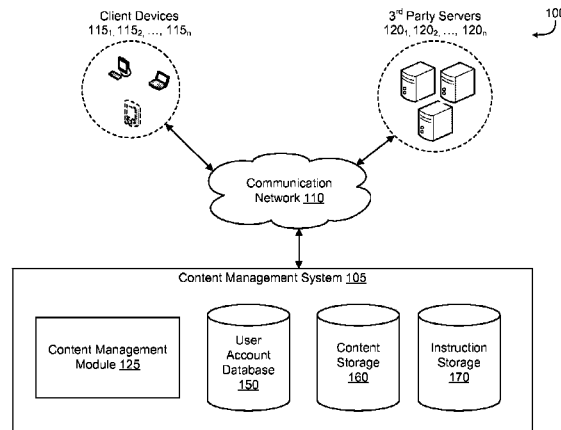 Client Devices
115₁, 115₂, ..., 115ₙ
3ʳᵈ Party Servers
120₁, 120₂, ..., 120ₙ
Communication
Network 110
Content Management System 105
Content Management
Module 125
User
Account
Database
150
Content
Storage
160
Instruction
Storage
170